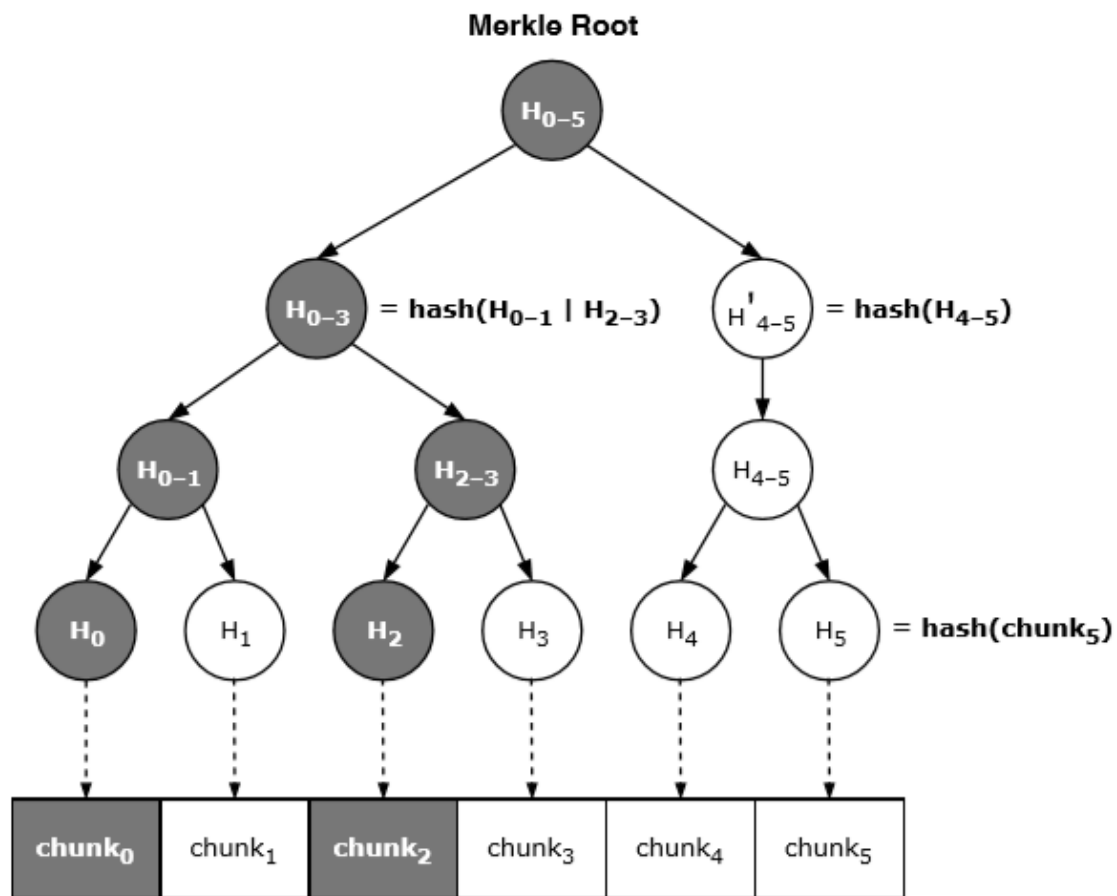 Merkle Root
H₀₋₅
H₀₋₃ = hash(H₀₋₁ | H₂₋₃) H'₄₋₅ = hash(H₄₋₅)
H₀₋₁ H₂₋₃ H₄₋₅
H₀ H₁ H₂ H₃ H₄ H₅ = hash(chunk₅)
chunk₀ chunk₁ chunk₂ chunk₃ chunk₄ chunk₅